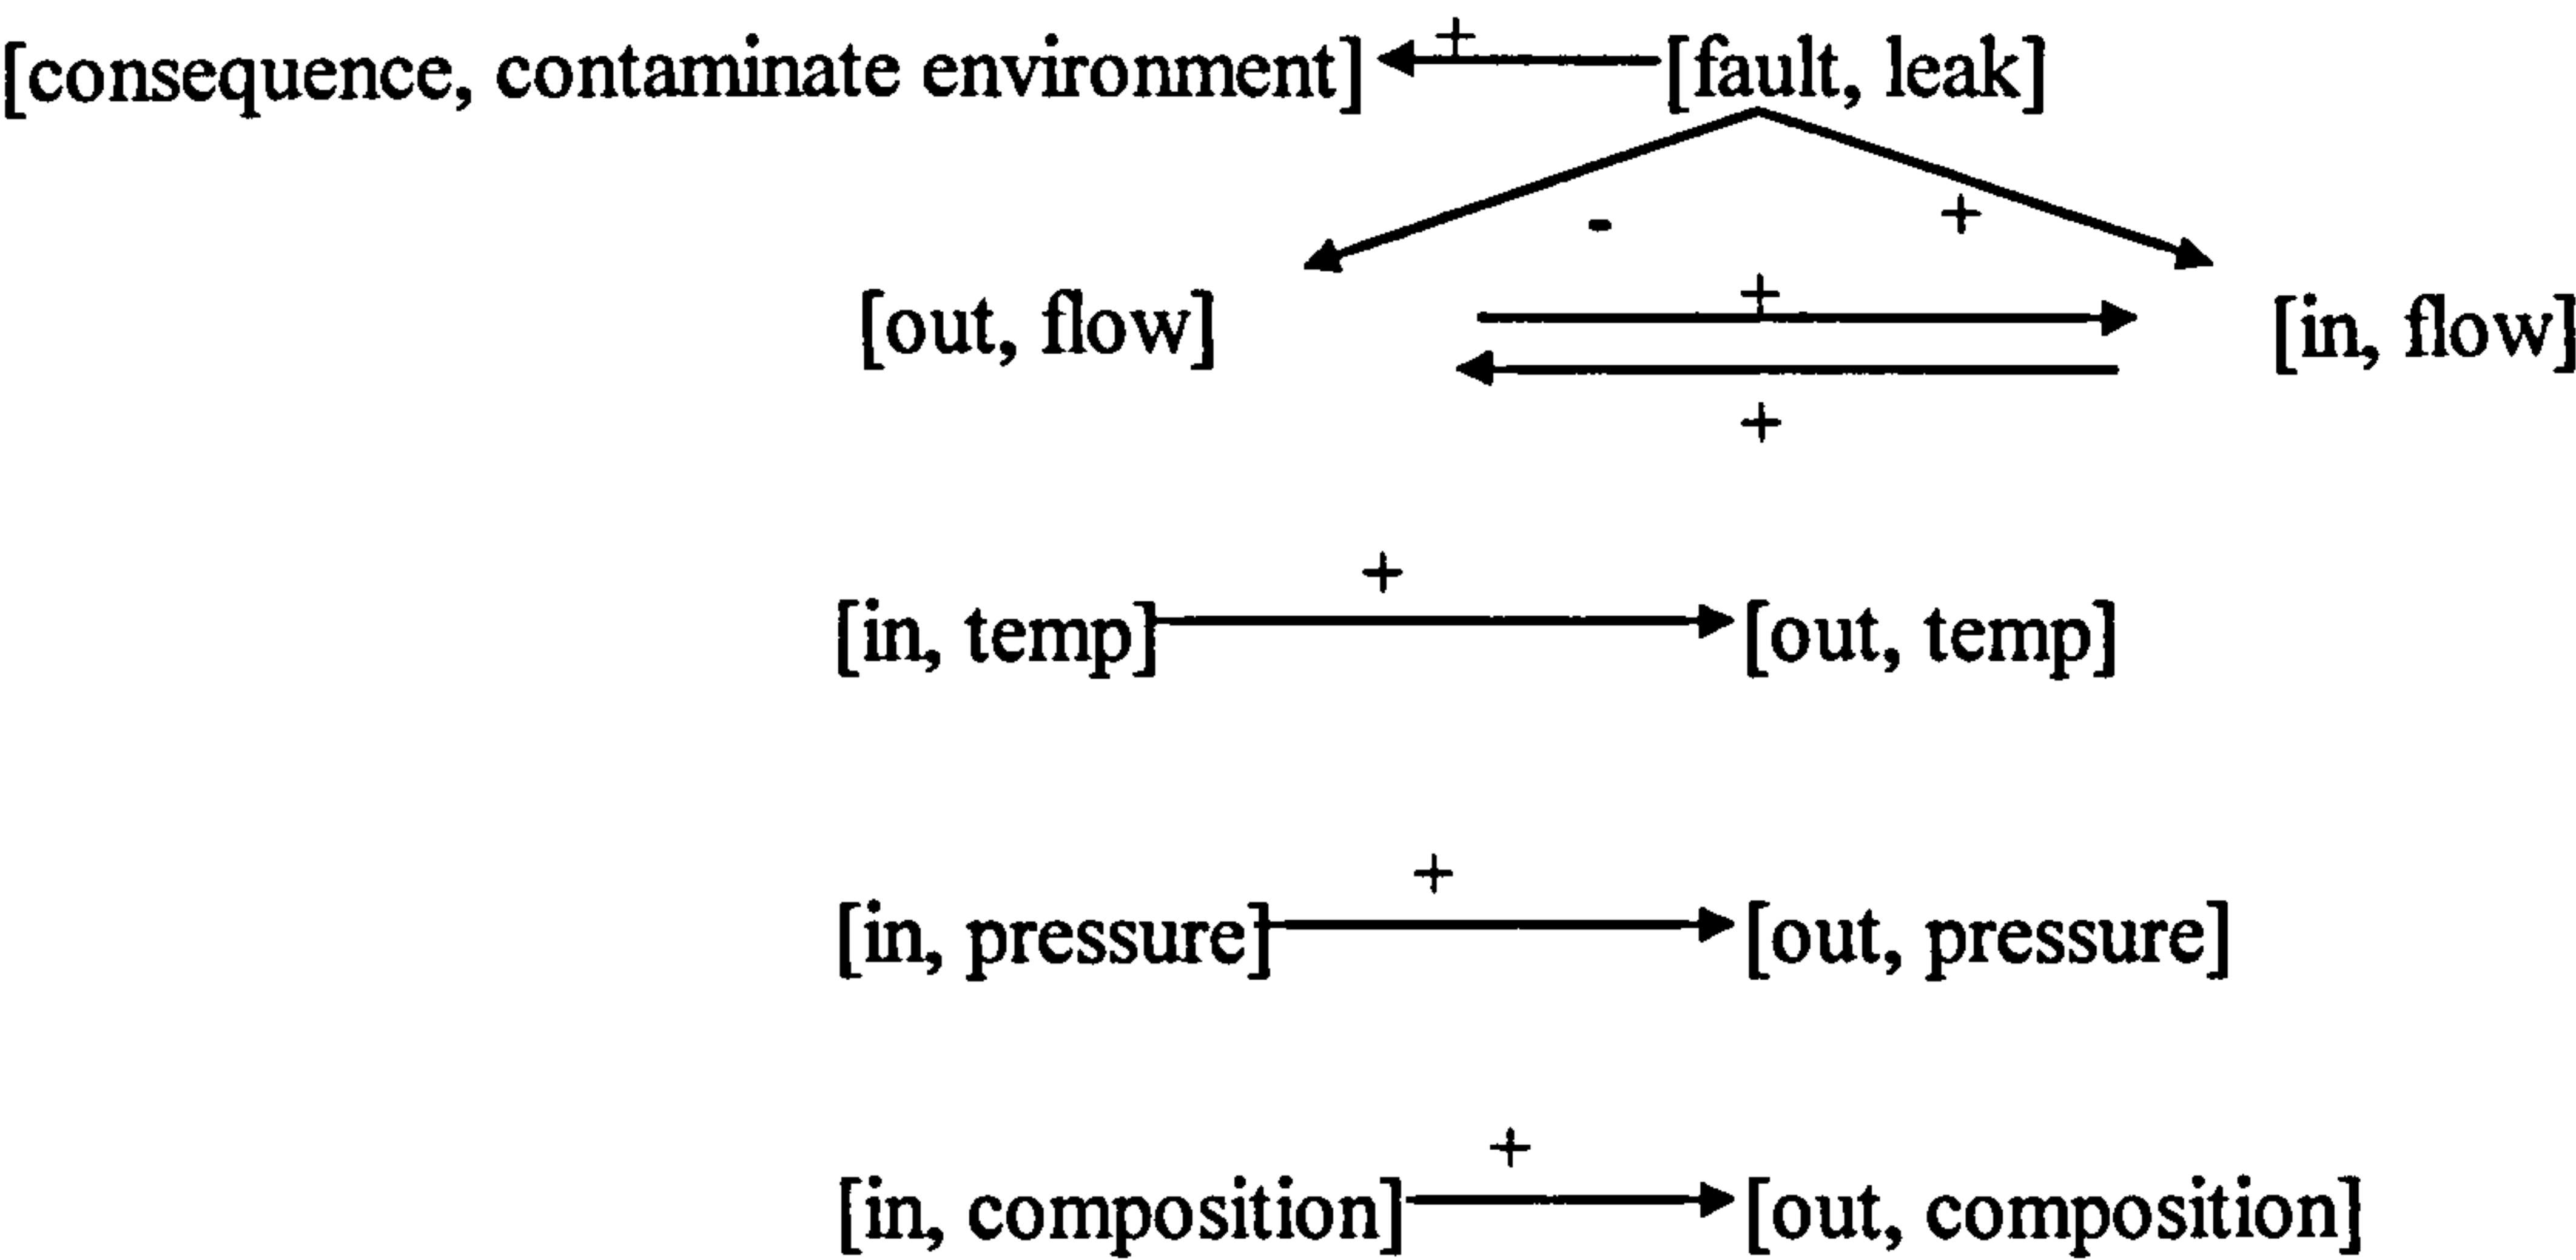 [consequence, contaminate environment] + [fault, leak]
- +
+
[out, flow] [in, flow]
+
+
[in, temp] [out, temp]
+
[in, pressure] [out, pressure]
+
[in, composition] [out, composition]